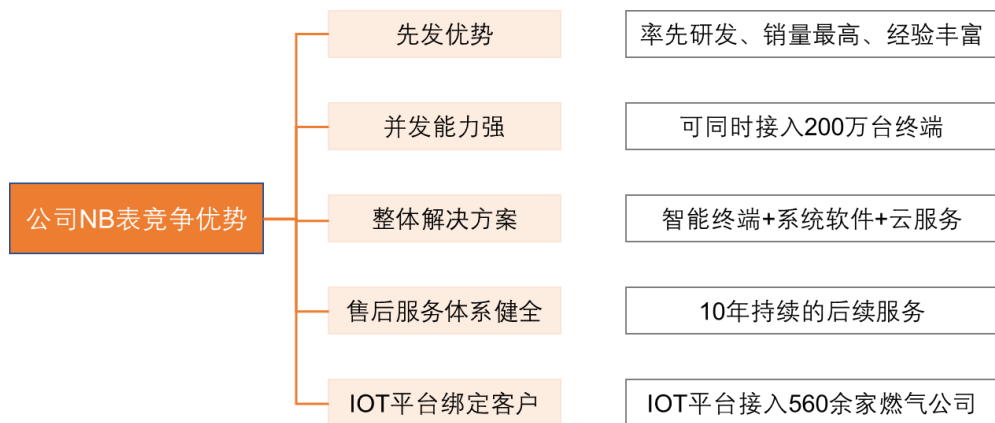 先发优势
率先研发、销量最高、经验丰富
并发能力强
可同时接入200万台终端
公司NB表竞争优势
整体解决方案
智能终端+系统软件+云服务
售后服务体系健全
10年持续的后续服务
IOT平台绑定客户
IOT平台接入560余家燃气公司